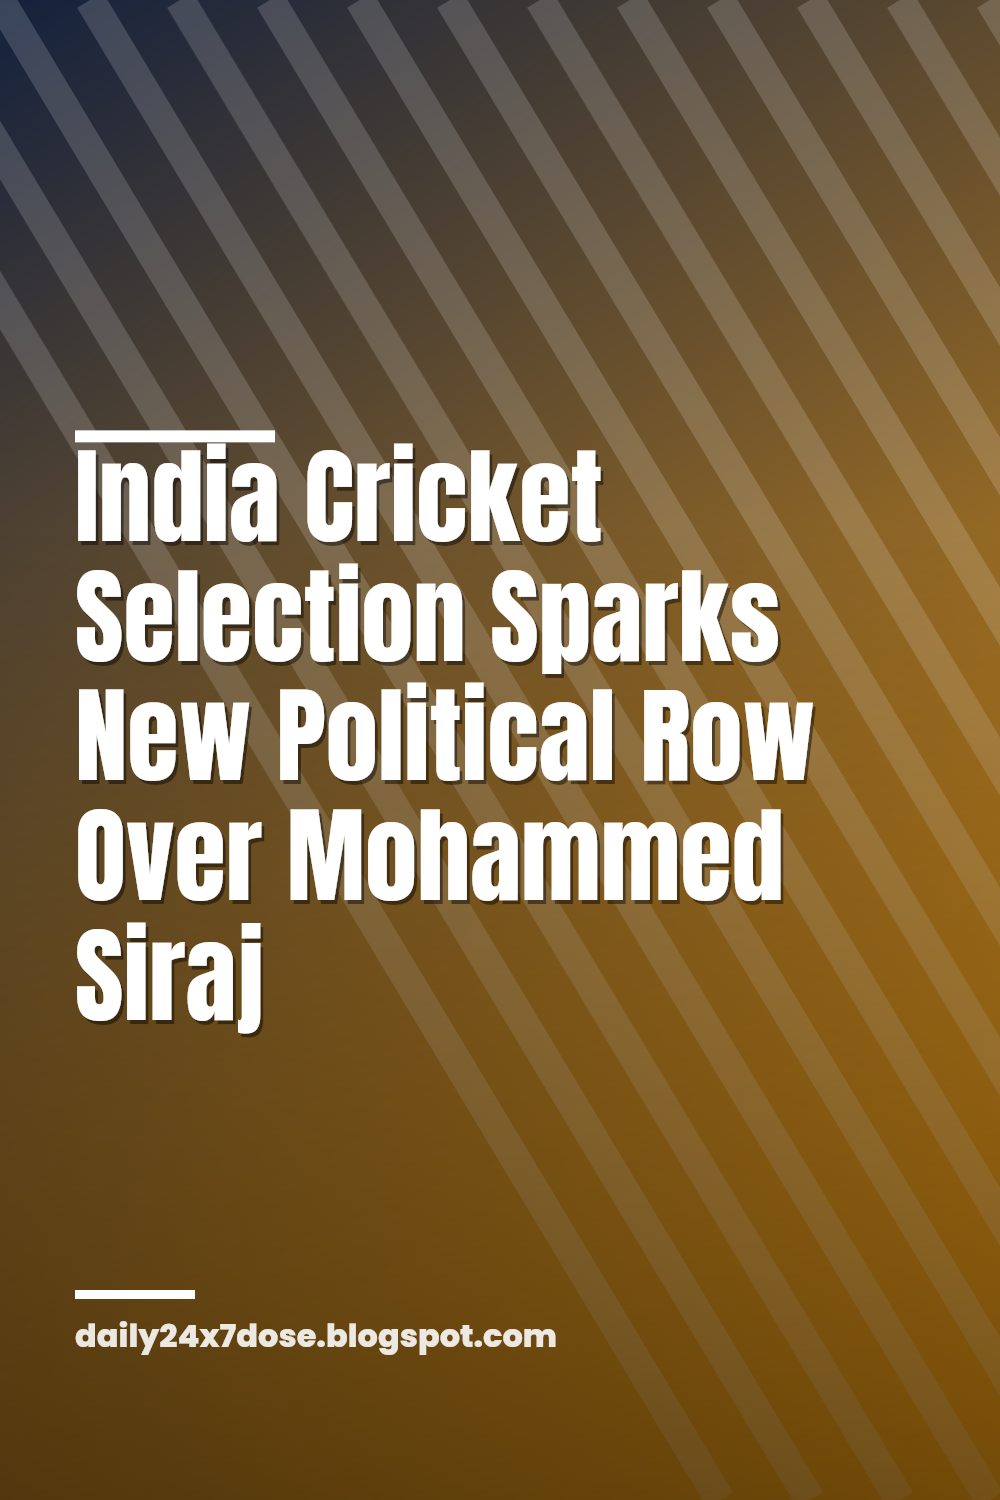 India Cricket
Selection Sparks
New Political Row
Over Mohammed
Siraj
daily24x7dose.blogspot.com